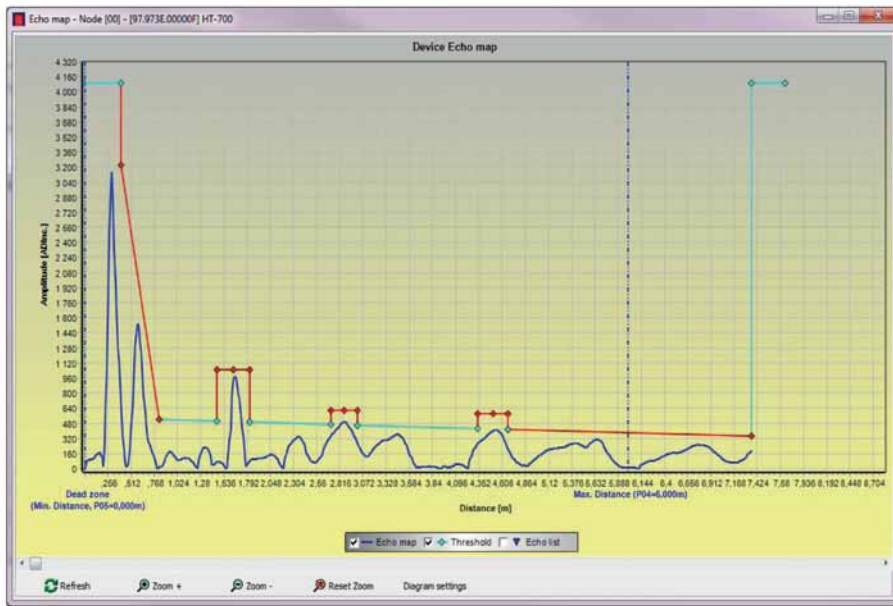 Echo map - Node [00] - [97.973E.00000F] HT-700
Device Echo map
4 320
4 160
4 000
3 840
3 680
3 520
3 360
3 200
3 040
2 880
2 720
2 560
2 400
2 240
2 080
1 920
1 760
1 600
1 440
1 280
1 120
960
800
640
480
320
160
0
Amplitude [ADInc.]
,256 ,512 0,768 1,024 1,28 1,536 1,792 2,048 2,304 2,56 2,816 3,072 3,328 3,584 3,84 4,096 4,352 4,608 4,864 5,12 5,376 5,632 5,888 6,144 6,4 6,656 6,912 7,168 7,424 7,68 7,936 8,192 8,448 8,704
Dead zone
(Min. Distance, P05=0,000m)
Max. Distance (P04=6,000m)
Distance [m]
Echo map Threshold Echo list
Refresh Zoom + Zoom - Reset Zoom Diagram settings